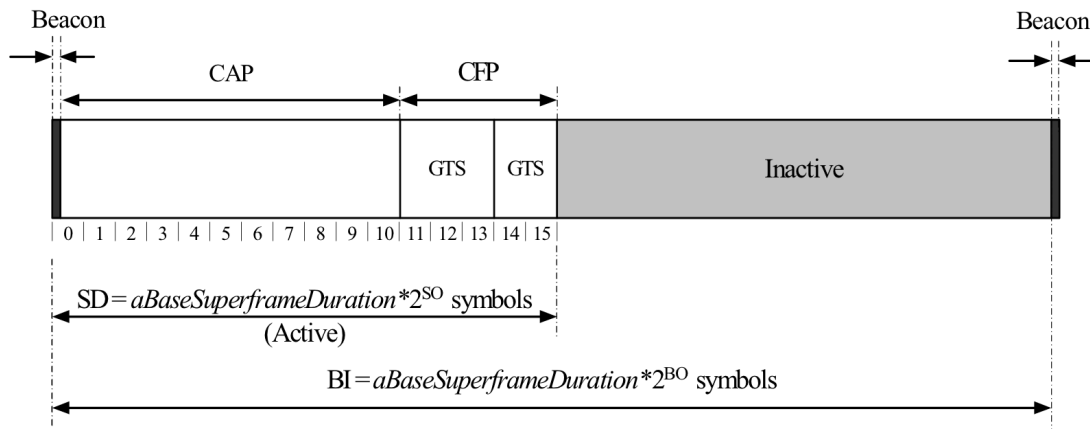 Beacon Beacon
CAP CFP
GTS GTS Inactive
0 1 2 3 4 5 6 7 8 9 10 11 12 13 14 15
SD=aBaseSuperframeDuration*2^SO symbols
(Active)
BI=aBaseSuperframeDuration*2^BO symbols